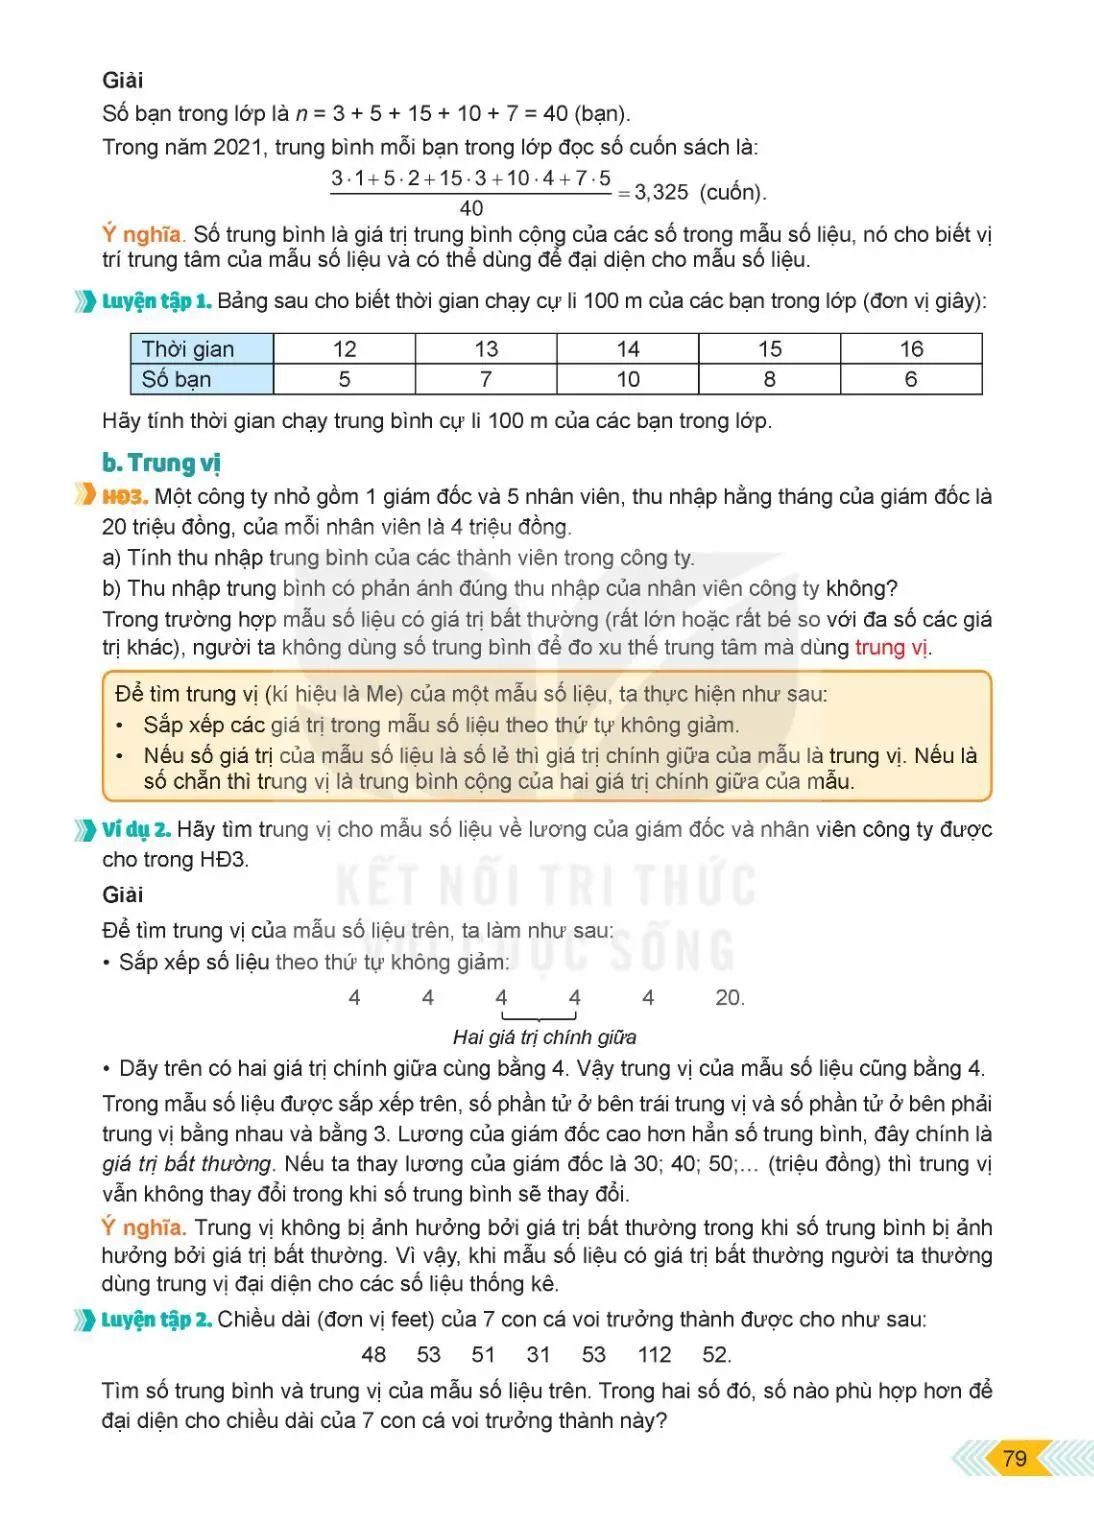 Giải
Số bạn trong lớp là n = 3 + 5 + 15 + 10 + 7 = 40 (bạn).
Trong năm 2021, trung bình mỗi bạn trong lớp đọc số cuốn sách là:
3·1+5·2+15·3+10·4+7·5
40
= 3,325 (cuốn).
Ý nghĩa. Số trung bình là giá trị trung bình cộng của các số trong mẫu số liệu, nó cho biết vị
trí trung tâm của mẫu số liệu và có thể dùng để đại diện cho mẫu số liệu.
Luyện tập 1. Bảng sau cho biết thời gian chạy cự li 100 m của các bạn trong lớp (đơn vị giây):
Thời gian 12 13 14 15 16
Số bạn 5 7 10 8 6
Hãy tính thời gian chạy trung bình cự li 100 m của các bạn trong lớp.
b. Trung vị
HĐ3. Một công ty nhỏ gồm 1 giám đốc và 5 nhân viên, thu nhập hằng tháng của giám đốc là
20 triệu đồng, của mỗi nhân viên là 4 triệu đồng.
a) Tính thu nhập trung bình của các thành viên trong công ty.
b) Thu nhập trung bình có phản ánh đúng thu nhập của nhân viên công ty không?
Trong trường hợp mẫu số liệu có giá trị bất thường (rất lớn hoặc rất bé so với đa số các giá
trị khác), người ta không dùng số trung bình để đo xu thế trung tâm mà dùng trung vị.
Để tìm trung vị (kí hiệu là Me) của một mẫu số liệu, ta thực hiện như sau:
• Sắp xếp các giá trị trong mẫu số liệu theo thứ tự không giảm.
• Nếu số giá trị của mẫu số liệu là số lẻ thì giá trị chính giữa của mẫu là trung vị. Nếu là
số chẵn thì trung vị là trung bình cộng của hai giá trị chính giữa của mẫu.
Ví dụ 2. Hãy tìm trung vị cho mẫu số liệu về lương của giám đốc và nhân viên công ty được
cho trong HĐ3.
KẾT NỐI TRI THỨC
Giải
Để tìm trung vị của mẫu số liệu trên, ta làm như sau:
VỚI CUỘC SỐNG
• Sắp xếp số liệu theo thứ tự không giảm:
4 4 4 4 4 20.
Hai giá trị chính giữa
• Dãy trên có hai giá trị chính giữa cùng bằng 4. Vậy trung vị của mẫu số liệu cũng bằng 4.
Trong mẫu số liệu được sắp xếp trên, số phần tử ở bên trái trung vị và số phần tử ở bên phải
trung vị bằng nhau và bằng 3. Lương của giám đốc cao hơn hẳn số trung bình, đây chính là
giá trị bất thường. Nếu ta thay lương của giám đốc là 30; 40; 50;... (triệu đồng) thì trung vị
vẫn không thay đổi trong khi số trung bình sẽ thay đổi.
Ý nghĩa. Trung vị không bị ảnh hưởng bởi giá trị bất thường trong khi số trung bình bị ảnh
hưởng bởi giá trị bất thường. Vì vậy, khi mẫu số liệu có giá trị bất thường người ta thường
dùng trung vị đại diện cho các số liệu thống kê.
Luyện tập 2. Chiều dài (đơn vị feet) của 7 con cá voi trưởng thành được cho như sau:
48 53 51 31 53 112 52.
Tìm số trung bình và trung vị của mẫu số liệu trên. Trong hai số đó, số nào phù hợp hơn để
đại diện cho chiều dài của 7 con cá voi trưởng thành này?
79